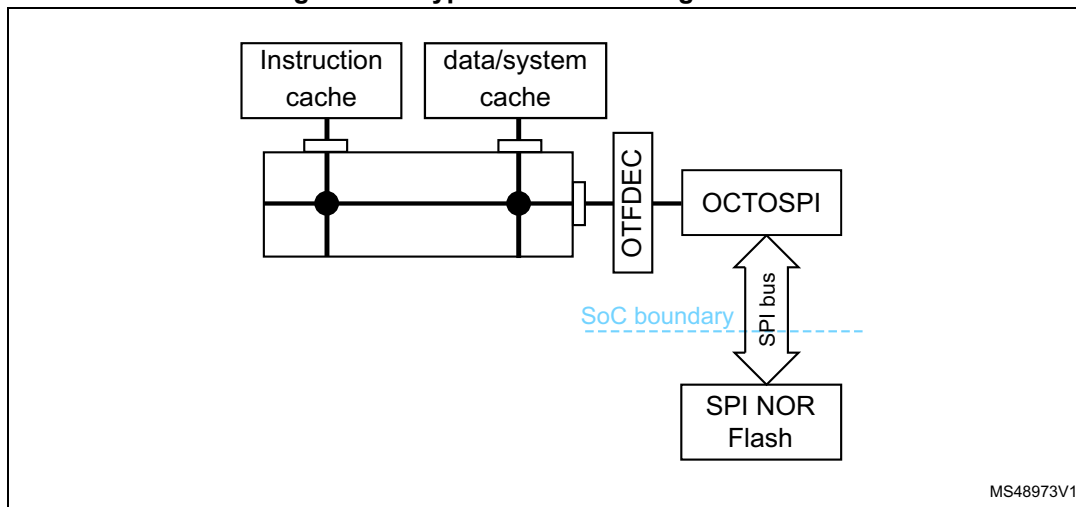 Instruction
cache
data/system
cache
OTFDEC
OCTOSPI
SPI bus
SoC boundary
SPI NOR
Flash
MS48973V1